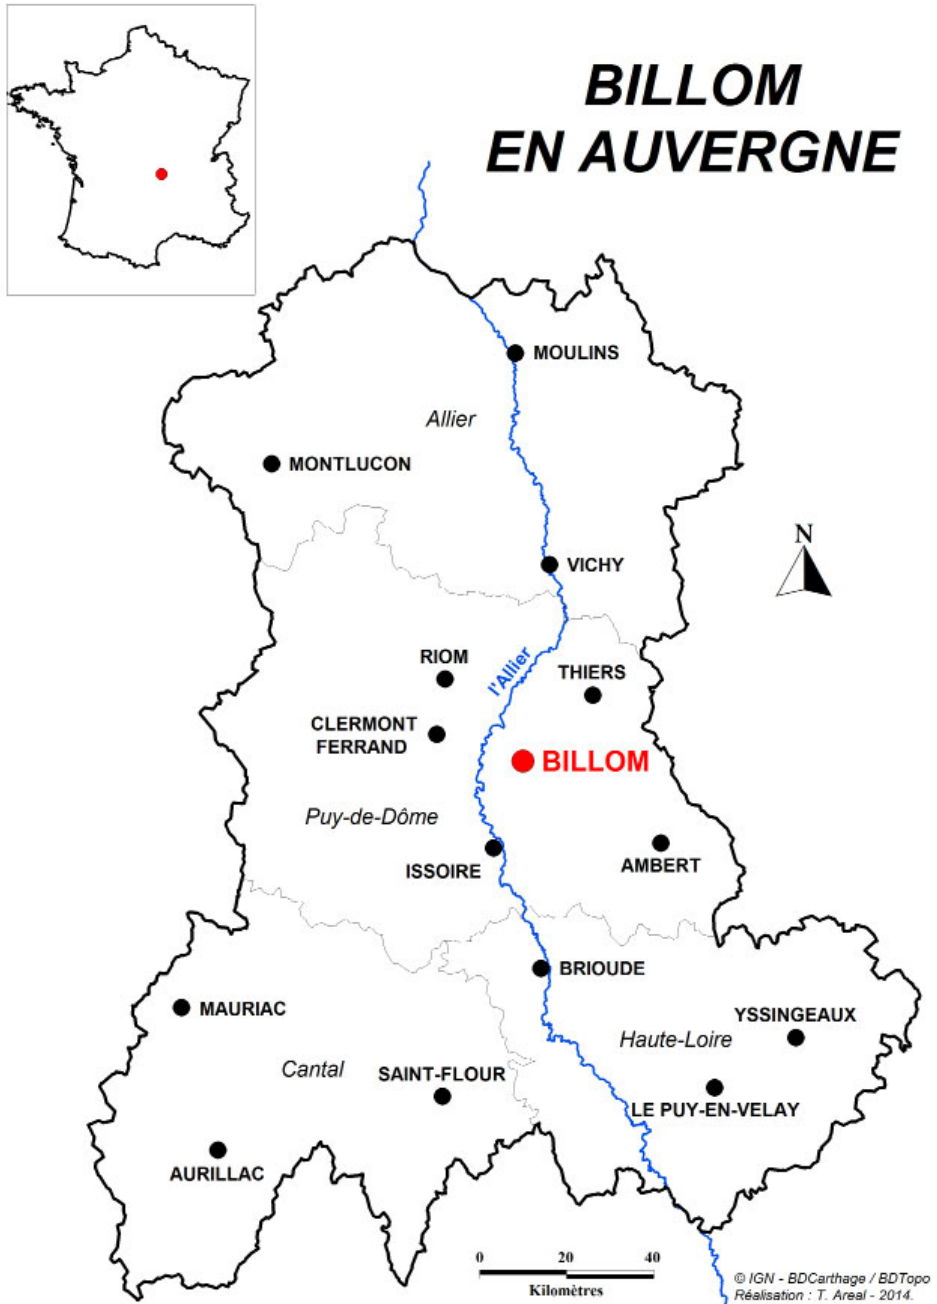 BILLOM
EN AUVERGNE
MOULINS
Allier
MONTLUCON
N
VICHY
RIOM
l'Allier
THIERS
CLERMONT
FERRAND
BILLOM
Puy-de-Dôme
ISSOIRE
AMBERT
BRIOUDE
MAURIAC
YSSINGEAUX
Haute-Loire
Cantal
SAINT-FLOUR
LE PUY-EN-VELAY
AURILLAC
0 20 40
Kilomètres
© IGN - BDCarthage / BDTopo
Réalisation : T. Areal - 2014.